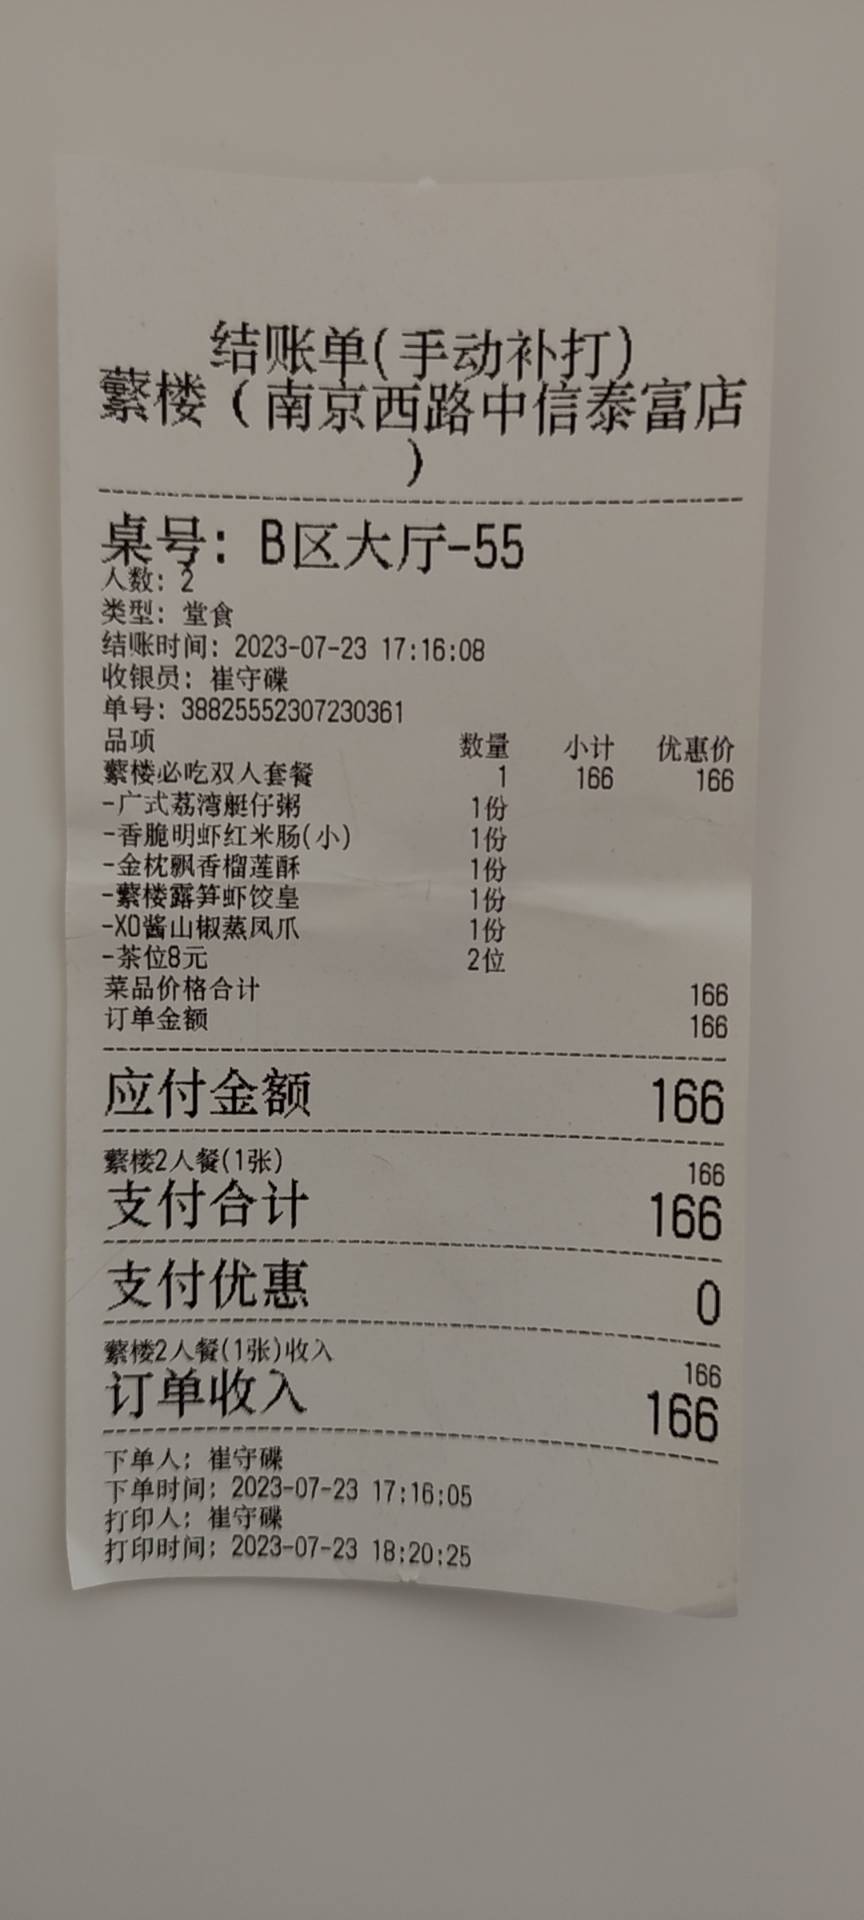 结账单(手动补打)
蘩楼（南京西路中信泰富店
）
桌号: B区大厅-55
人数: 2
类型: 堂食
结账时间: 2023-07-23 17:16:08
收银员: 崔守碟
单号: 38825552307230361
品项 数量 小计 优惠价
蘩楼必吃双人套餐 1 166 166
-广式荔湾艇仔粥 1份
-香脆明虾红米肠(小) 1份
-金枕飘香榴莲酥 1份
-蘩楼露笋虾饺皇 1份
-XO酱山椒蒸凤爪 1份
-茶位8元 2位
菜品价格合计 166
订单金额 166
应付金额 166
蘩楼2人餐(1张) 166
支付合计 166
支付优惠 0
蘩楼2人餐(1张)收入 166
订单收入 166
下单人: 崔守碟
下单时间: 2023-07-23 17:16:05
打印人: 崔守碟
打印时间: 2023-07-23 18:20:25